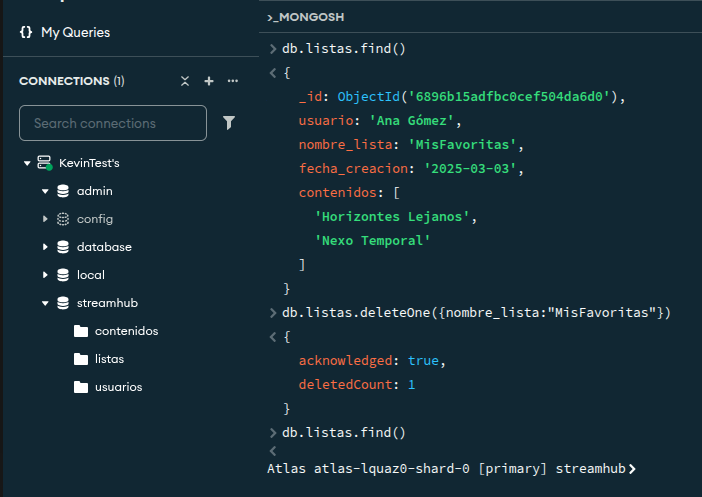 {} My Queries
CONNECTIONS (1)
Search connections
KevinTest's
admin
config
database
local
streamhub
contenidos
listas
usuarios
>_MONGOSH
> db.listas.find()
< {
_id: ObjectId('6896b15adfbc0cef504da6d0'),
usuario: 'Ana Gómez',
nombre_lista: 'MisFavoritas',
fecha_creacion: '2025-03-03',
contenidos: [
'Horizontes Lejanos',
'Nexo Temporal'
]
}
> db.listas.deleteOne({nombre_lista:"MisFavoritas"})
< {
acknowledged: true,
deletedCount: 1
}
> db.listas.find()
<
Atlas atlas-lquaz0-shard-0 [primary] streamhub>